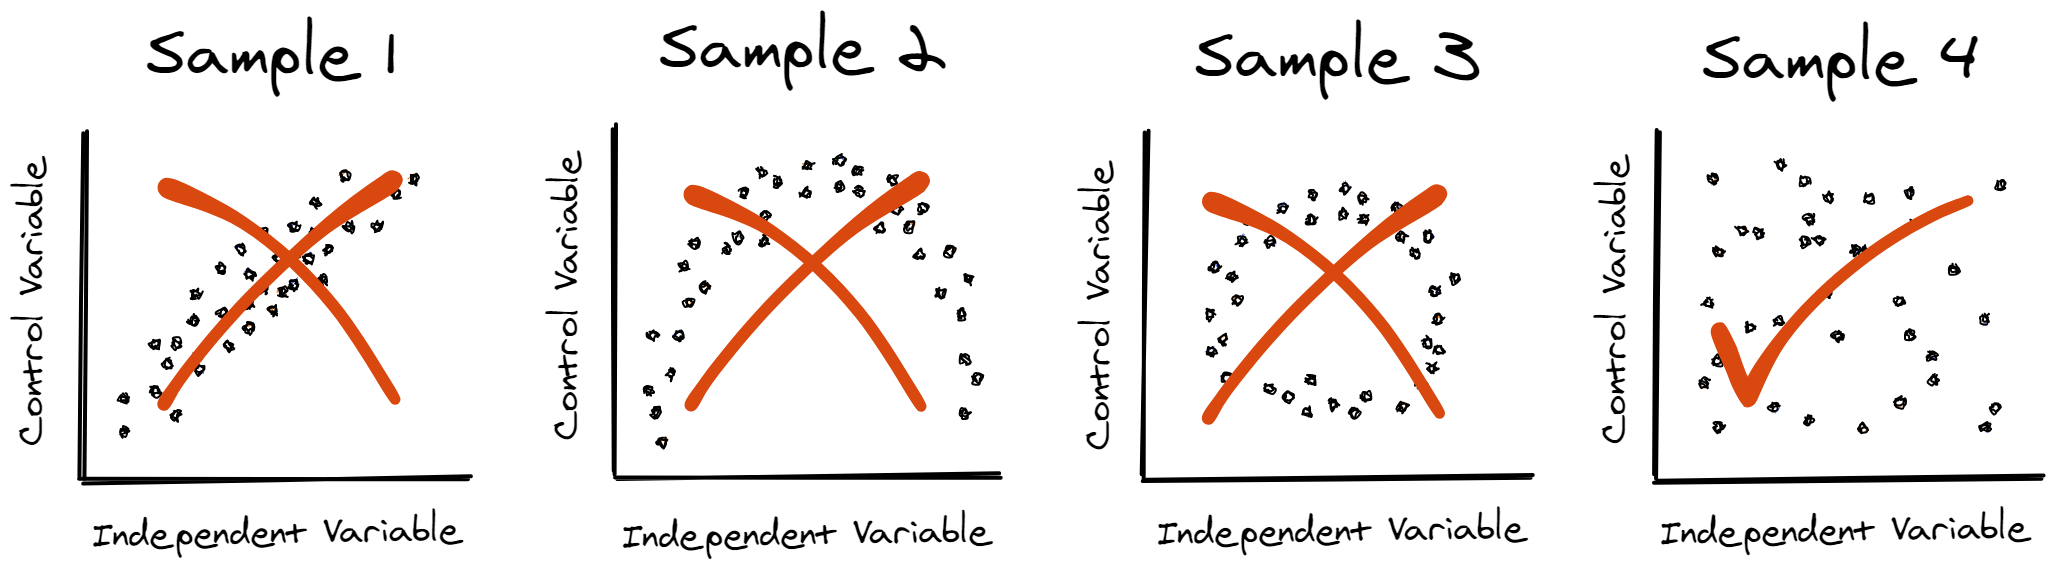 Sample 1
Control Variable
Independent Variable
Sample 2
Control Variable
Independent Variable
Sample 3
Control Variable
Independent Variable
Sample 4
Control Variable
Independent Variable